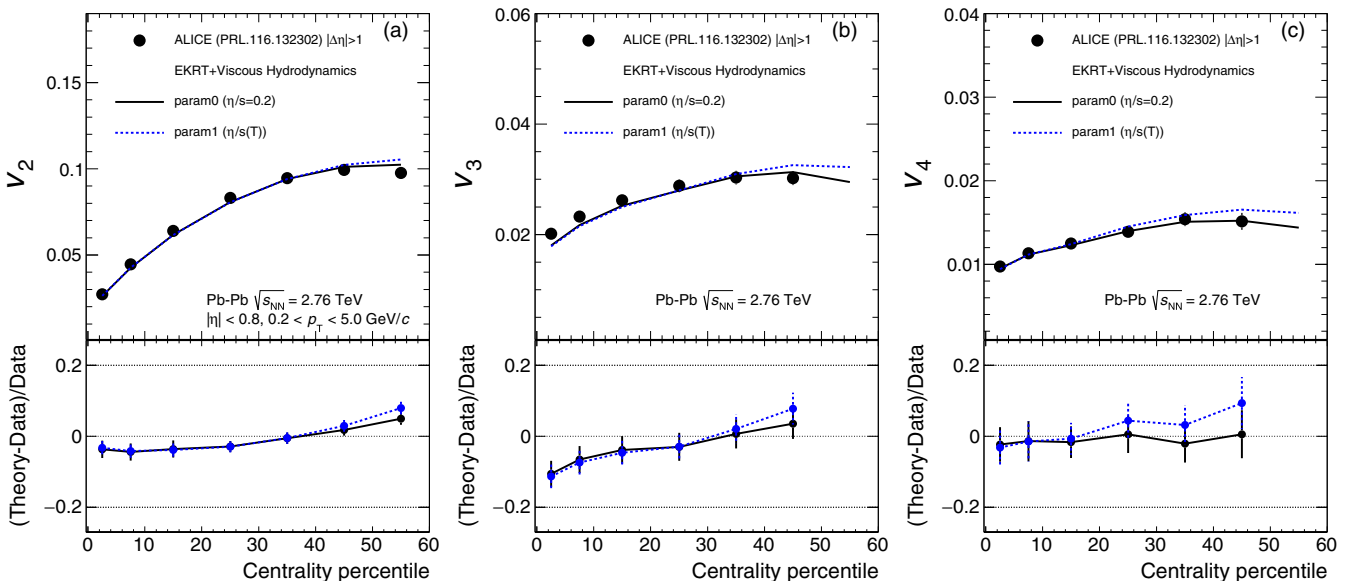 (a)
ALICE (PRL.116.132302) |Δη|>1
EKRT+Viscous Hydrodynamics
param0 (η/s=0.2)
param1 (η/s(T))
v2
0.05
0.1
0.15
Pb-Pb √sNN = 2.76 TeV
|η| < 0.8, 0.2 < pT < 5.0 GeV/c
(Theory-Data)/Data
0.2
0
−0.2
0 10 20 30 40 50 60
Centrality percentile
(b)
ALICE (PRL.116.132302) |Δη|>1
EKRT+Viscous Hydrodynamics
param0 (η/s=0.2)
param1 (η/s(T))
v3
0.06
0.04
0.02
Pb-Pb √sNN = 2.76 TeV
(Theory-Data)/Data
0.2
0
−0.2
0 10 20 30 40 50 60
Centrality percentile
(c)
ALICE (PRL.116.132302) |Δη|>1
EKRT+Viscous Hydrodynamics
param0 (η/s=0.2)
param1 (η/s(T))
v4
0.04
0.03
0.02
0.01
Pb-Pb √sNN = 2.76 TeV
(Theory-Data)/Data
0.2
0
−0.2
0 10 20 30 40 50 60
Centrality percentile